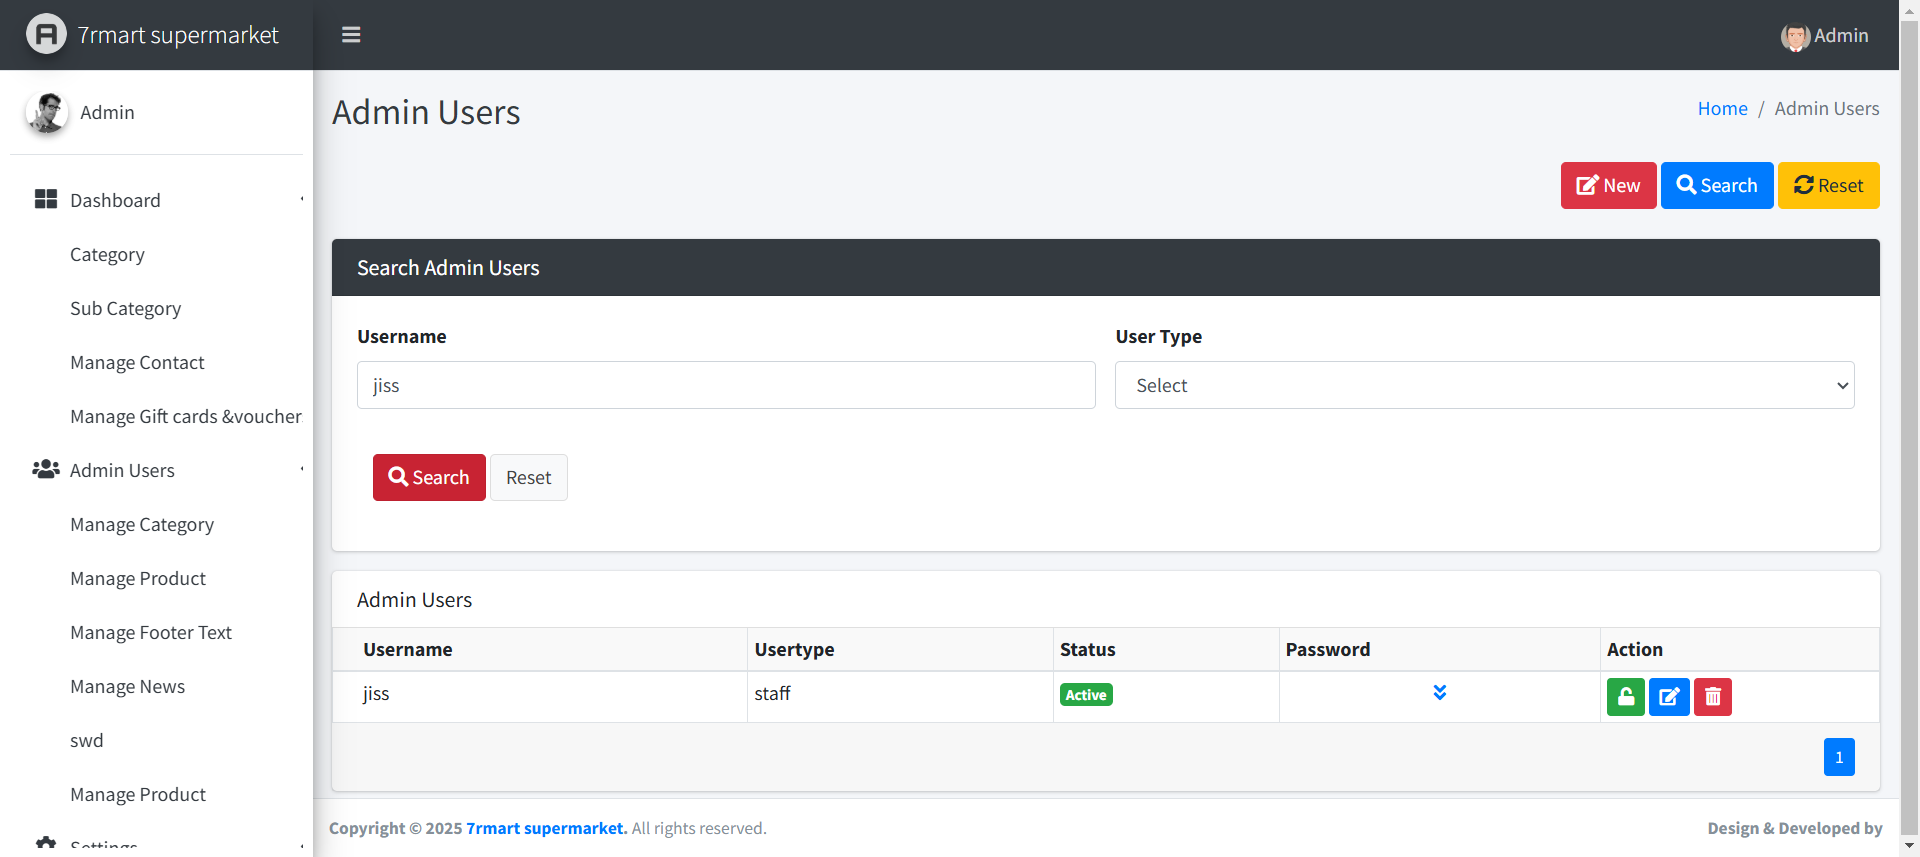 7rmart supermarket
Admin
Admin
Admin Users
Home / Admin Users
New
Search
Reset
Dashboard
Category
Sub Category
Manage Contact
Manage Gift cards &voucher
Admin Users
Manage Category
Manage Product
Manage Footer Text
Manage News
swd
Manage Product
Settings
Search Admin Users
Username
User Type
jiss
Select
Search
Reset
Admin Users
Username Usertype Status Password Action
jiss staff Active
1
Copyright © 2025 7rmart supermarket. All rights reserved.
Design & Developed by